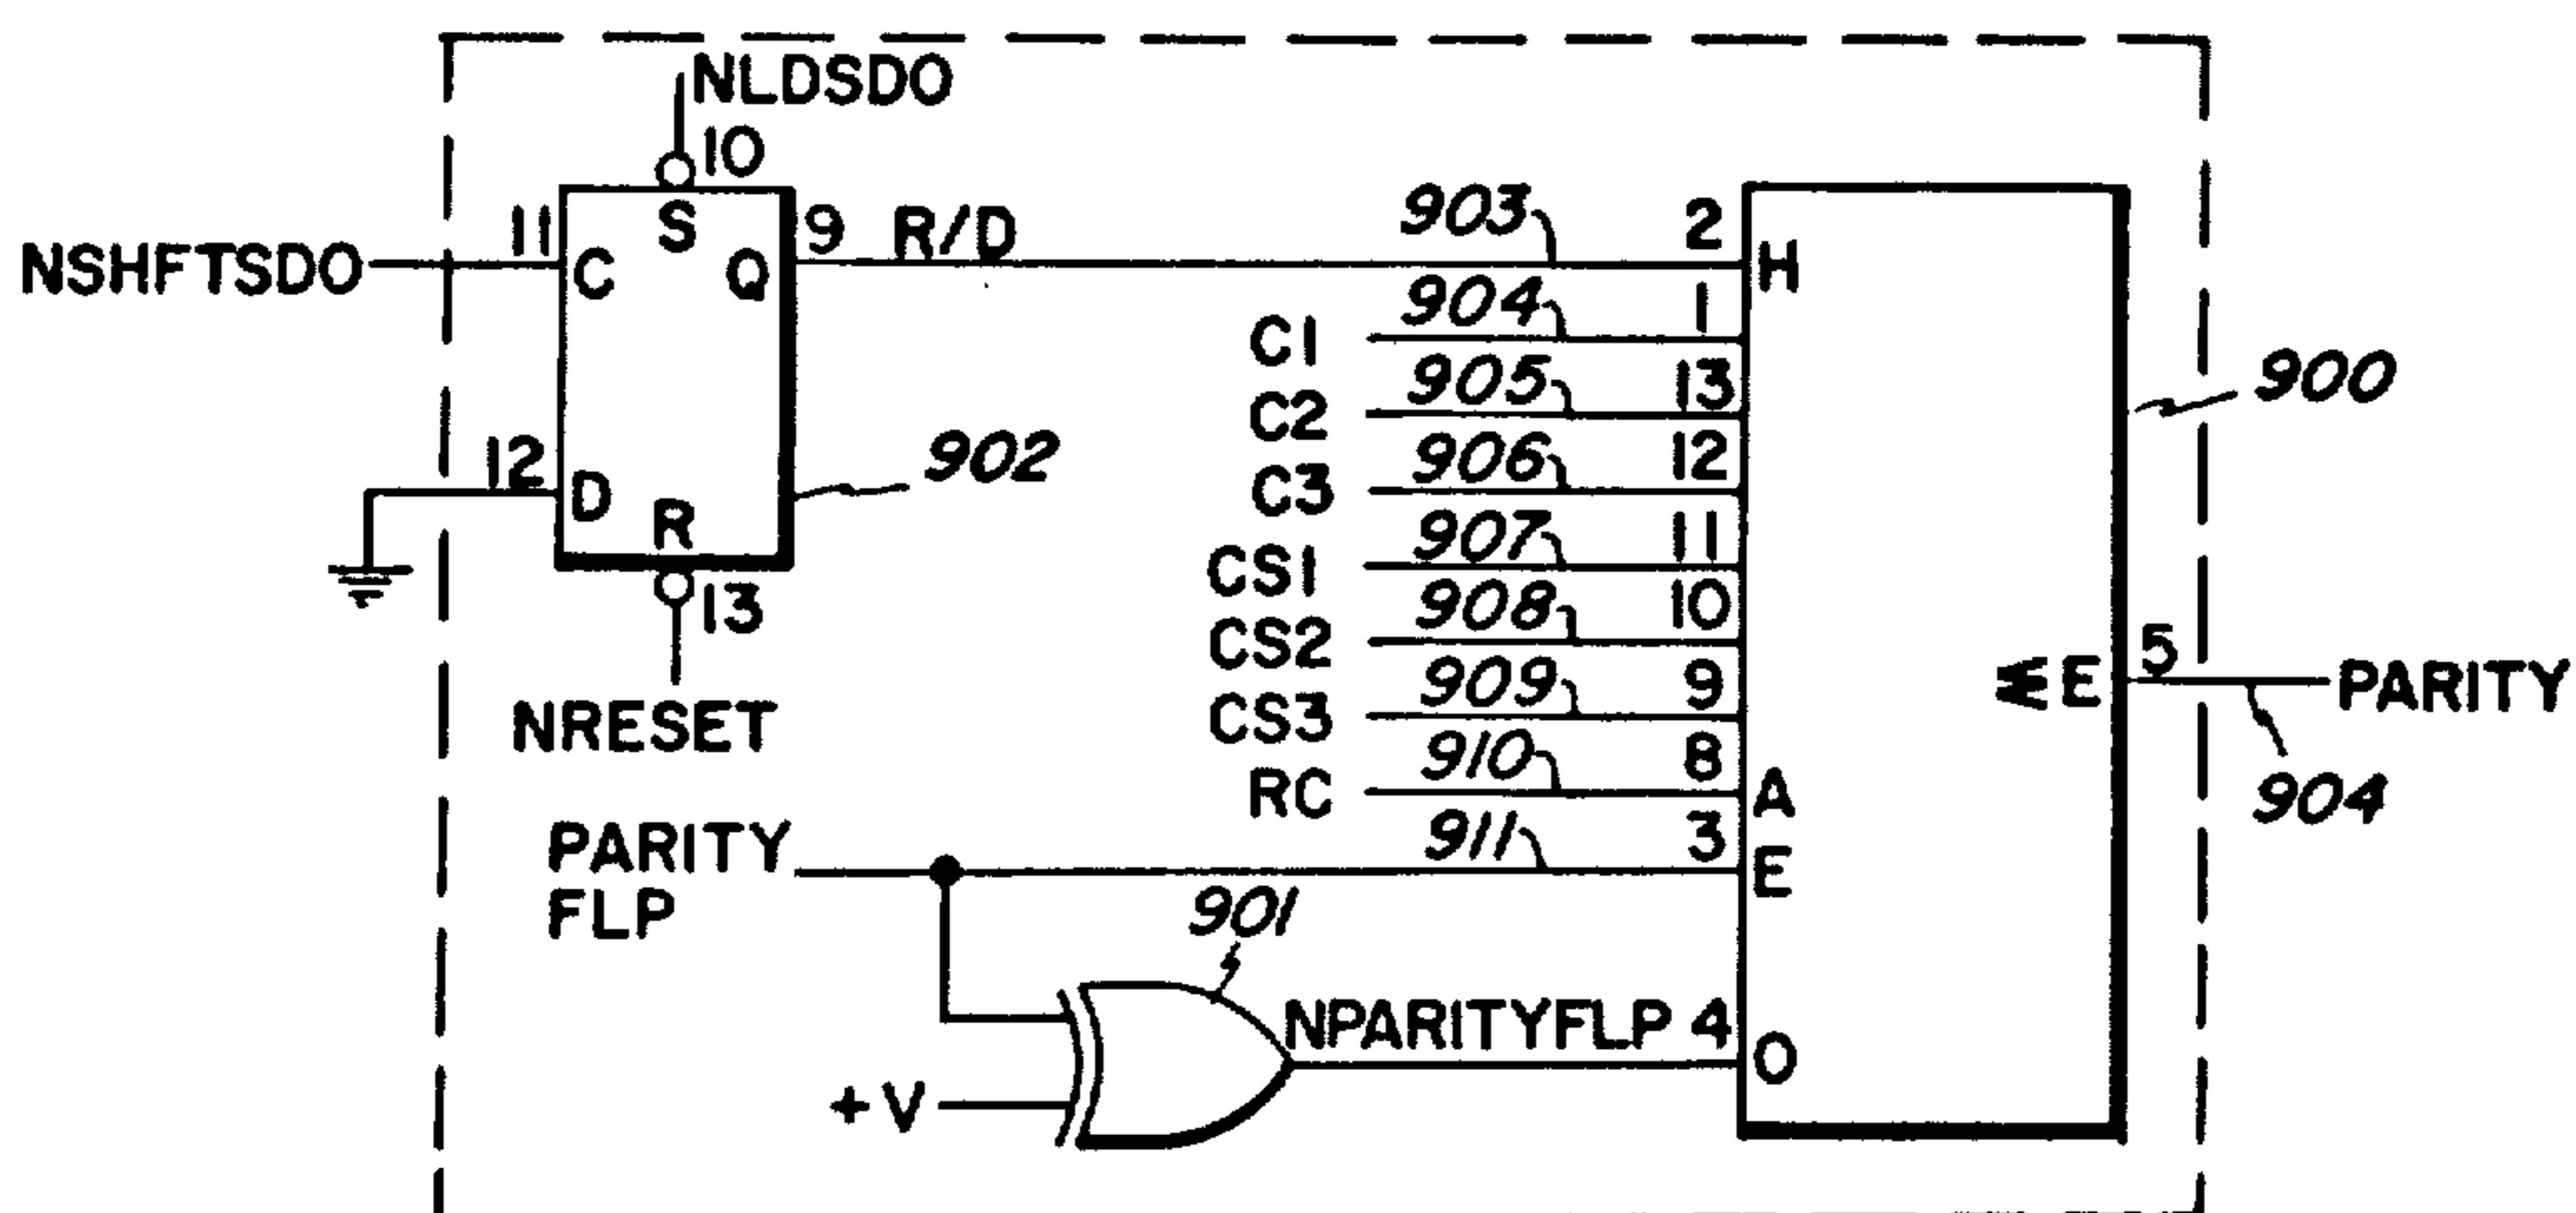 NLDSDO
10
NSHFTSDO
11
C
S
Q
9
R/D
903
2
H
C1
904
1
C2
905
13
C3
906
12
CS1
907
11
CS2
908
10
CS3
909
9
RC
910
8
A
12
D
R
13
NRESET
902
900
PARITY
FLP
911
3
E
901
+V
NPARITYFLP
4
O
ΣE
5
PARITY
904